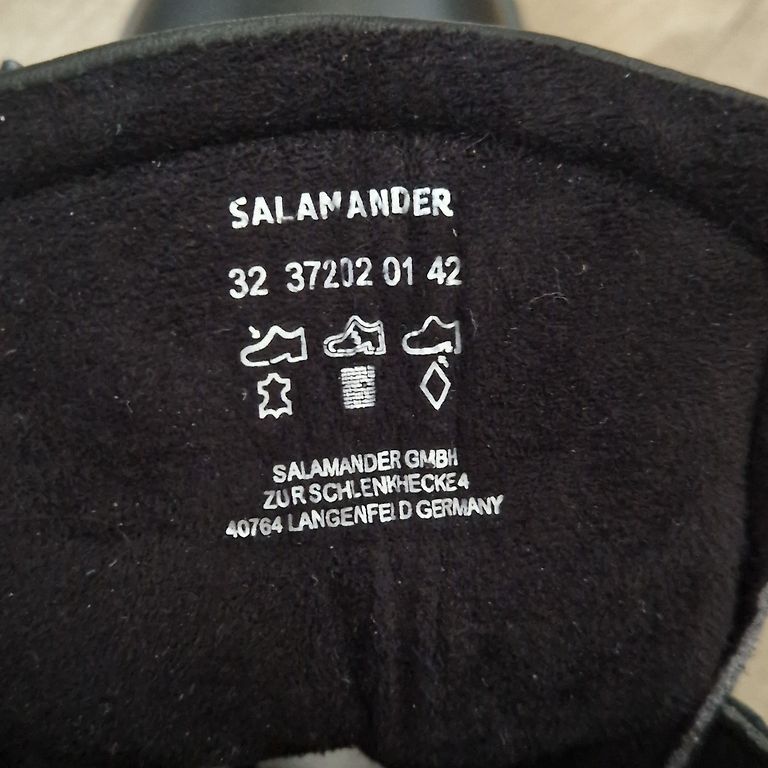 SALAMANDER
32 37202 01 42
SALAMANDER GMBH
ZUR SCHLENKHECKE 4
40764 LANGENFELD GERMANY